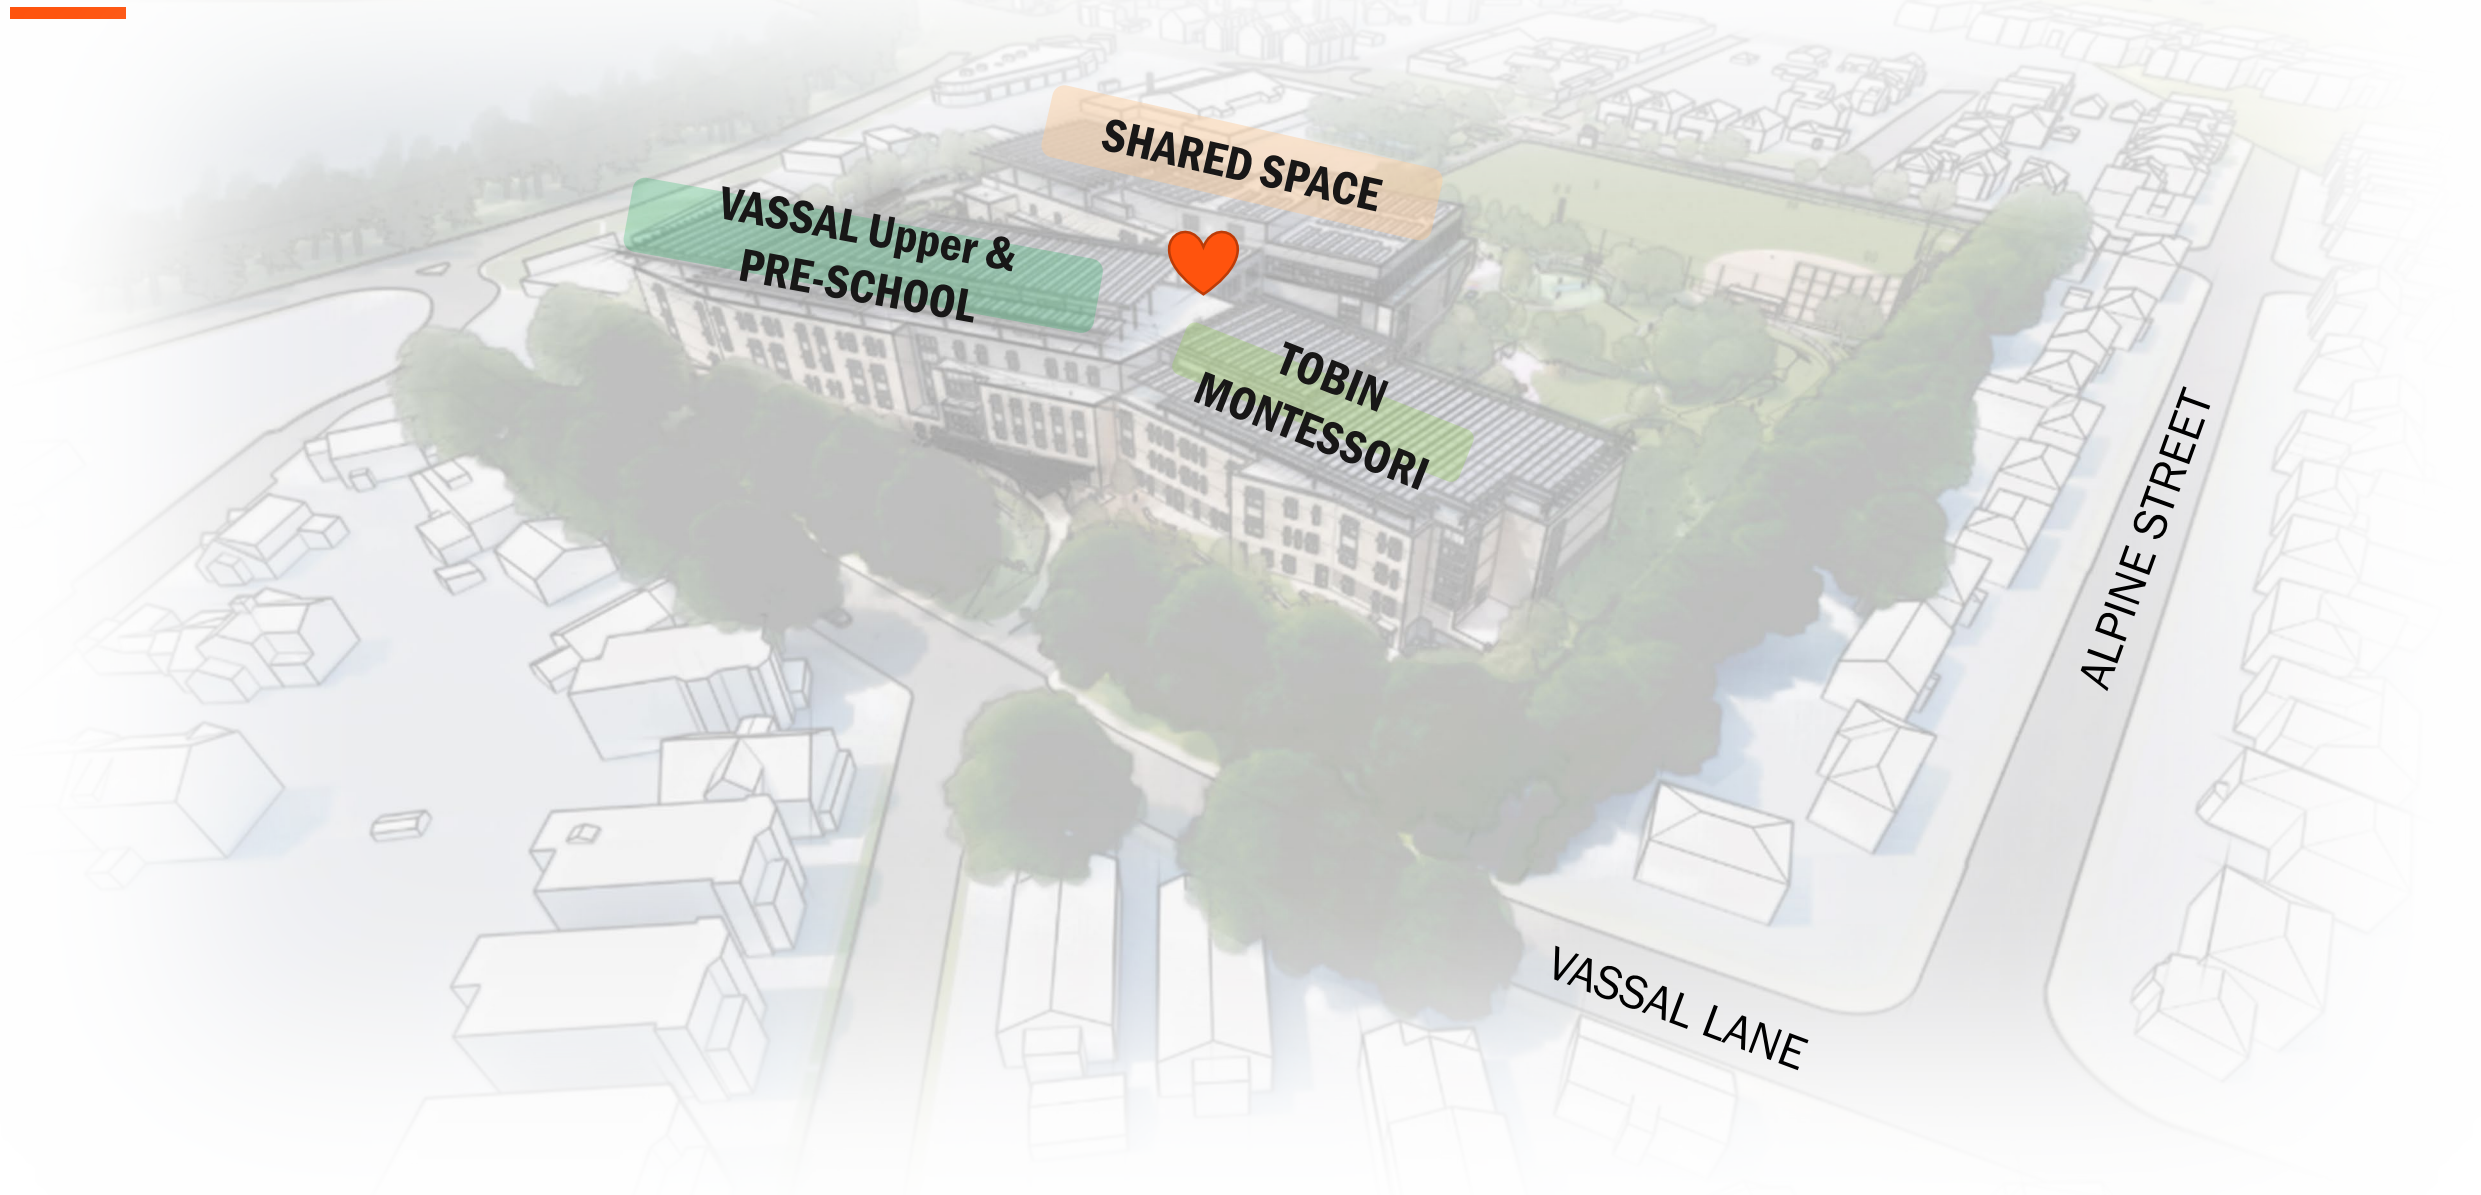 SHARED SPACE
VASSAL Upper &
PRE-SCHOOL
TOBIN
MONTESSORI
ALPINE STREET
VASSAL LANE